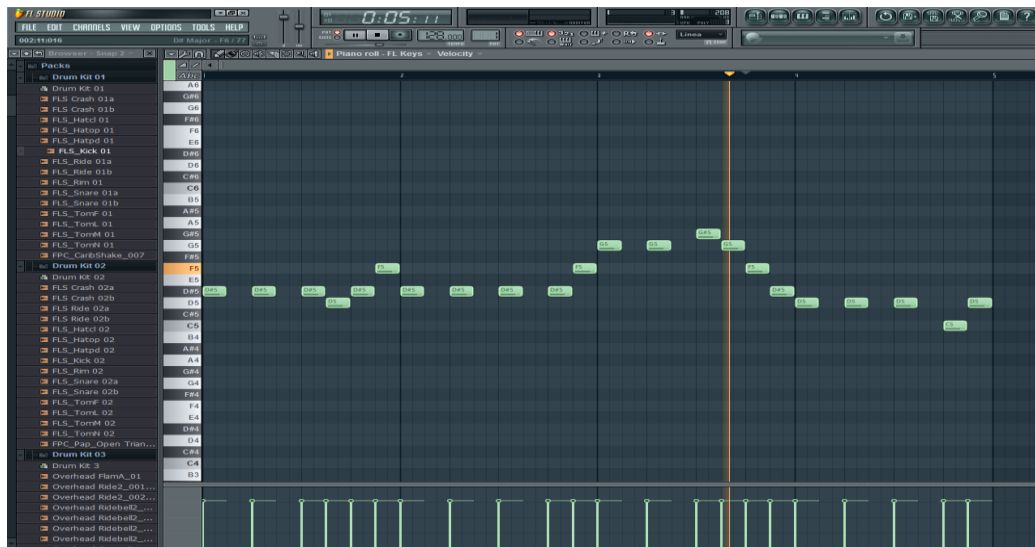 FL STUDIO
0:05:11
3 208
FILE EDIT CHANNELS VIEW OPTIONS TOOLS HELP
002:11:016 D# Major - F6 / 77
Linea
Browser - Snap 2
Piano roll - FL Keys Velocity
Packs
Drum Kit 01
Drum Kit 01
FLS Crash 01a
FLS Crash 01b
FLS_Hatcl 01
FLS_Hatop 01
FLS_Hatpd 01
FLS_Kick 01
FLS_Ride 01a
FLS_Ride 01b
FLS_Rim 01
FLS_Snare 01a
FLS_Snare 01b
FLS_TomF 01
FLS_TomL 01
FLS_TomM 01
FLS_TomN 01
FPC_CaribShake_007
Drum Kit 02
Drum Kit 02
FLS Crash 02a
FLS Crash 02b
FLS Ride 02a
FLS Ride 02b
FLS_Hatcl 02
FLS_Hatop 02
FLS_Hatpd 02
FLS_Kick 02
FLS_Rim 02
FLS_Snare 02a
FLS_Snare 02b
FLS_TomF 02
FLS_TomL 02
FLS_TomM 02
FLS_TomN 02
FPC_Pap_Open Trian...
Drum Kit 03
Drum Kit 3
Overhead FlamA_01
Overhead Ride2_001...
Overhead Ride2_002...
Overhead Ridebell2_...
Overhead Ridebell2_...
Overhead Ridebell2_...
Overhead Ridebell2_...
Abc 1 2 3 4 5
A6
G#6
G6
F#6
F6
E6
D#6
D6
C#6
C6
B5
A#5
A5
G#5 G#5
G5 G5 G5 G5
F#5
F5 F5 F5 F5
E5
D#5 D#5 D#5 D#5 D#5 D#5 D#5 D#5 D#5 D#5
D5 D5 D5 D5 D5 D5
C#5
C5 C5
B4
A#4
A4
G#4
G4
F#4
F4
E4
D#4
D4
C#4
C4
B3